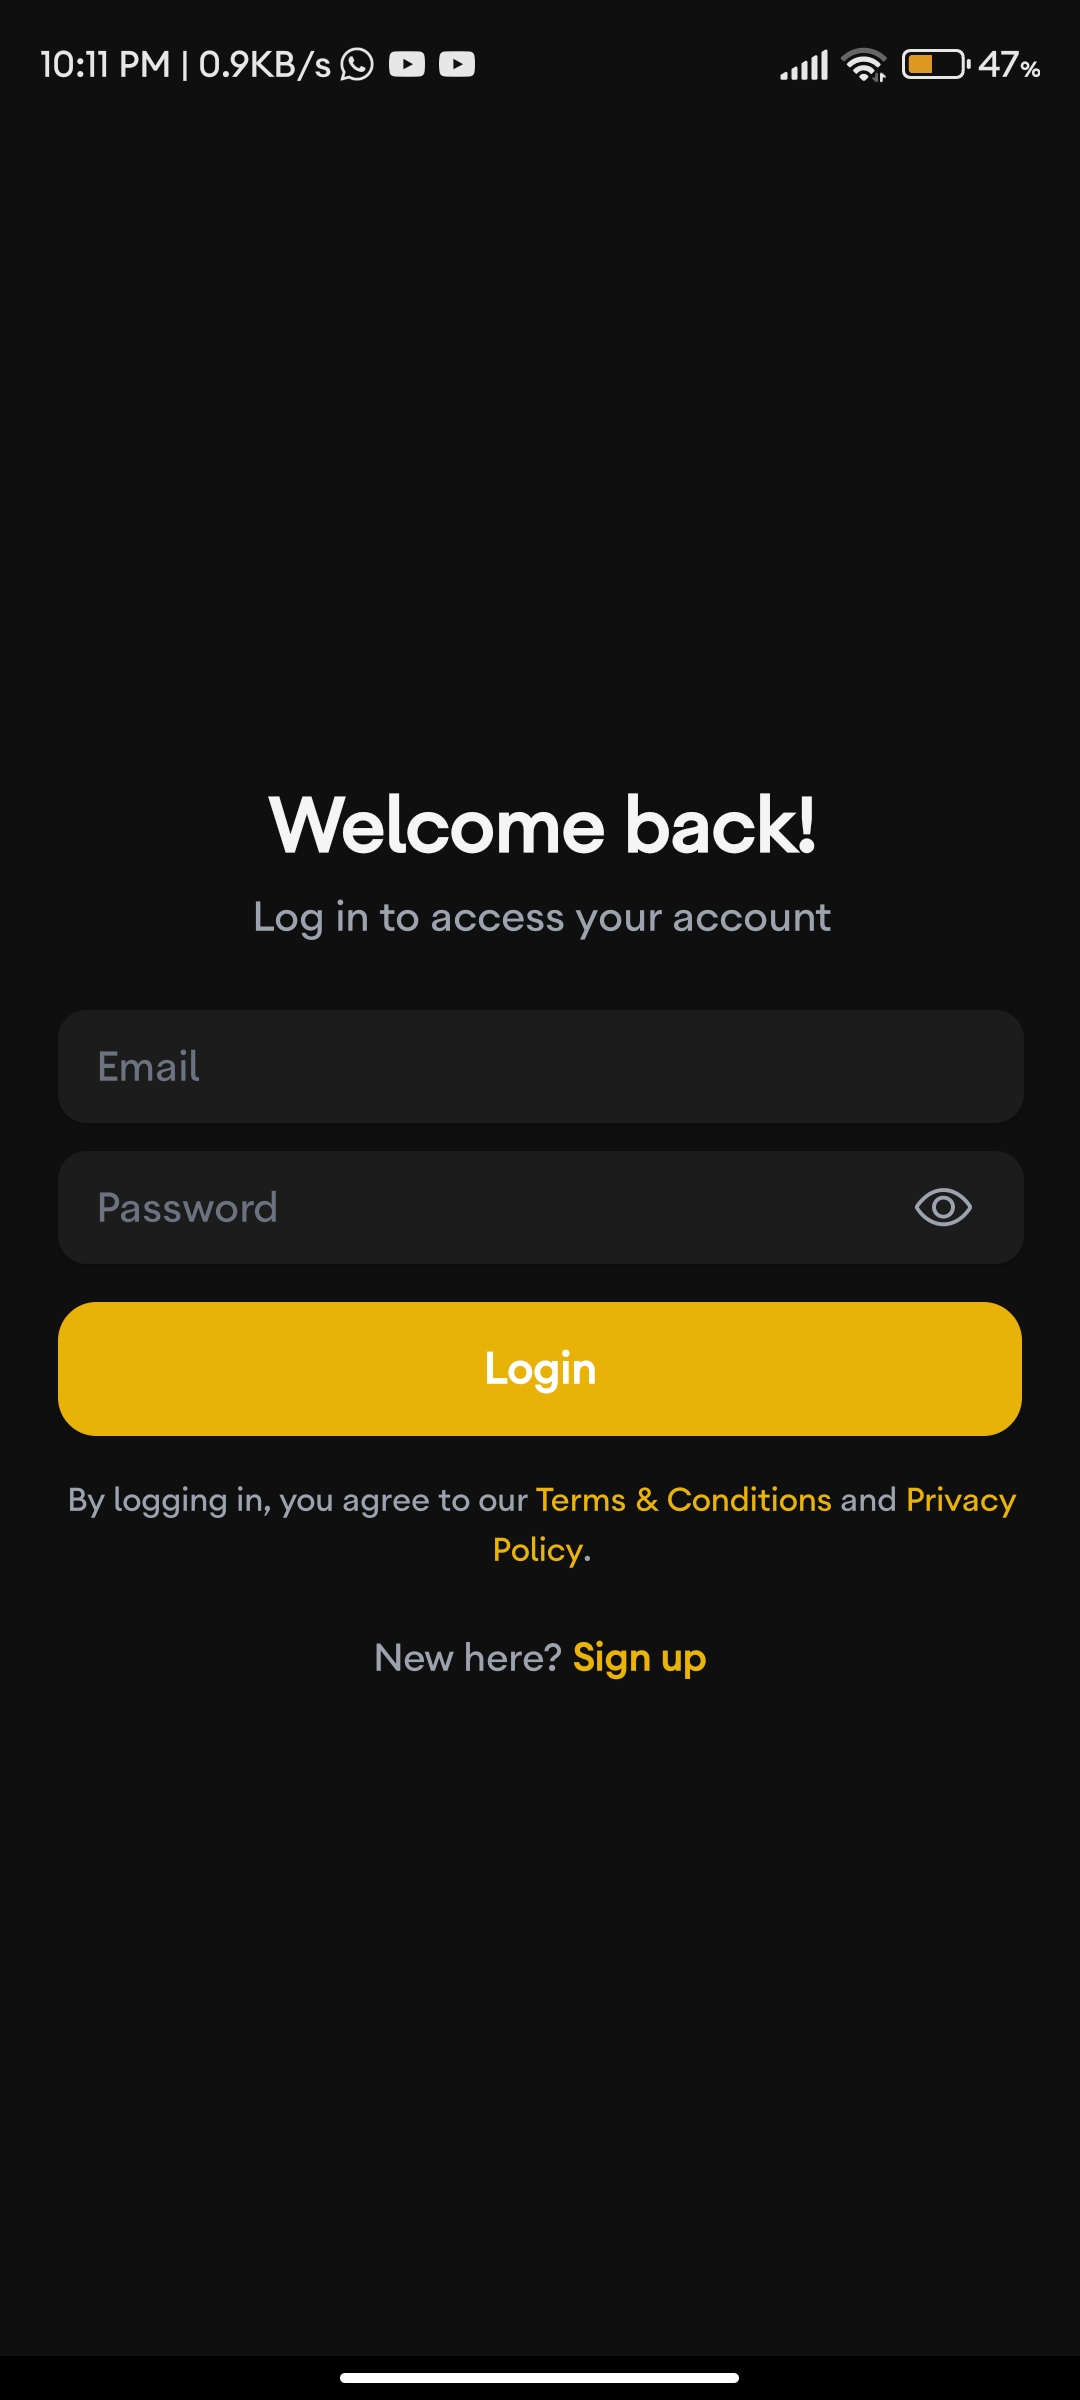 10:11 PM | 0.9KB/s 47%
Welcome back!
Log in to access your account
Email
Password
Login
By logging in, you agree to our Terms & Conditions and Privacy
Policy.
New here? Sign up